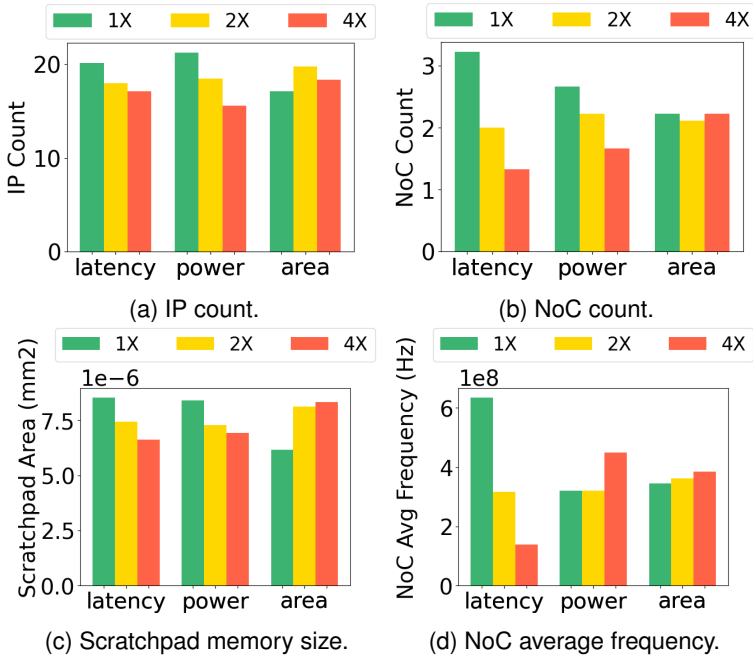 1X 2X 4X
IP Count
20
10
0
latency power area
(a) IP count.
1X 2X 4X
NoC Count
3
2
1
0
latency power area
(b) NoC count.
1X 2X 4X
Scratchpad Area (mm2)
1e−6
7.5
5.0
2.5
0.0
latency power area
(c) Scratchpad memory size.
1X 2X 4X
NoC Avg Frequency (Hz)
1e8
6
4
2
0
latency power area
(d) NoC average frequency.